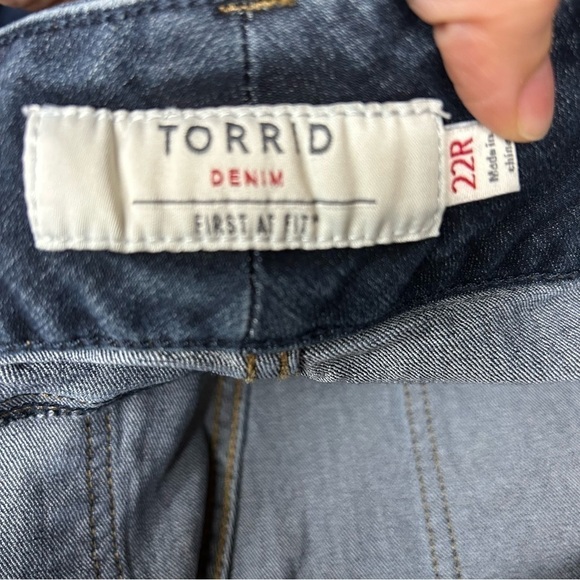 TORRID
DENIM
FIRST AT FIT®
22R
Made in
china